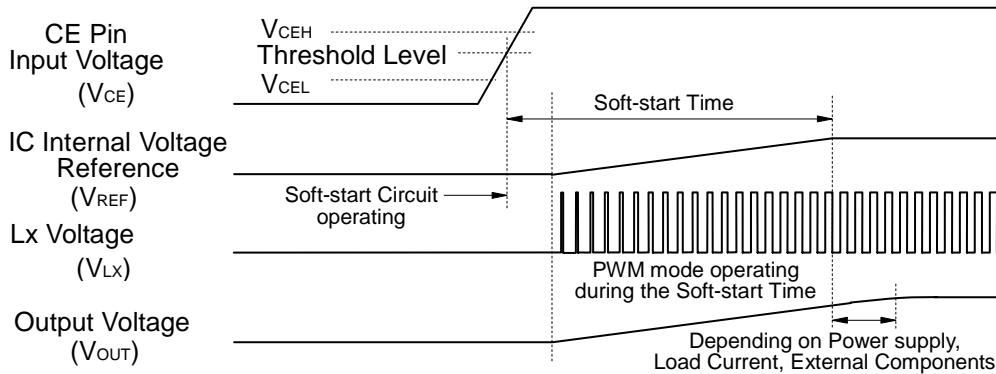 CE Pin
Input Voltage
(VCE)
VCEH
Threshold Level
VCEL
Soft-start Time
IC Internal Voltage
Reference
(VREF)
Soft-start Circuit
operating
Lx Voltage
(VLX)
PWM mode operating
during the Soft-start Time
Output Voltage
(VOUT)
Depending on Power supply,
Load Current, External Components